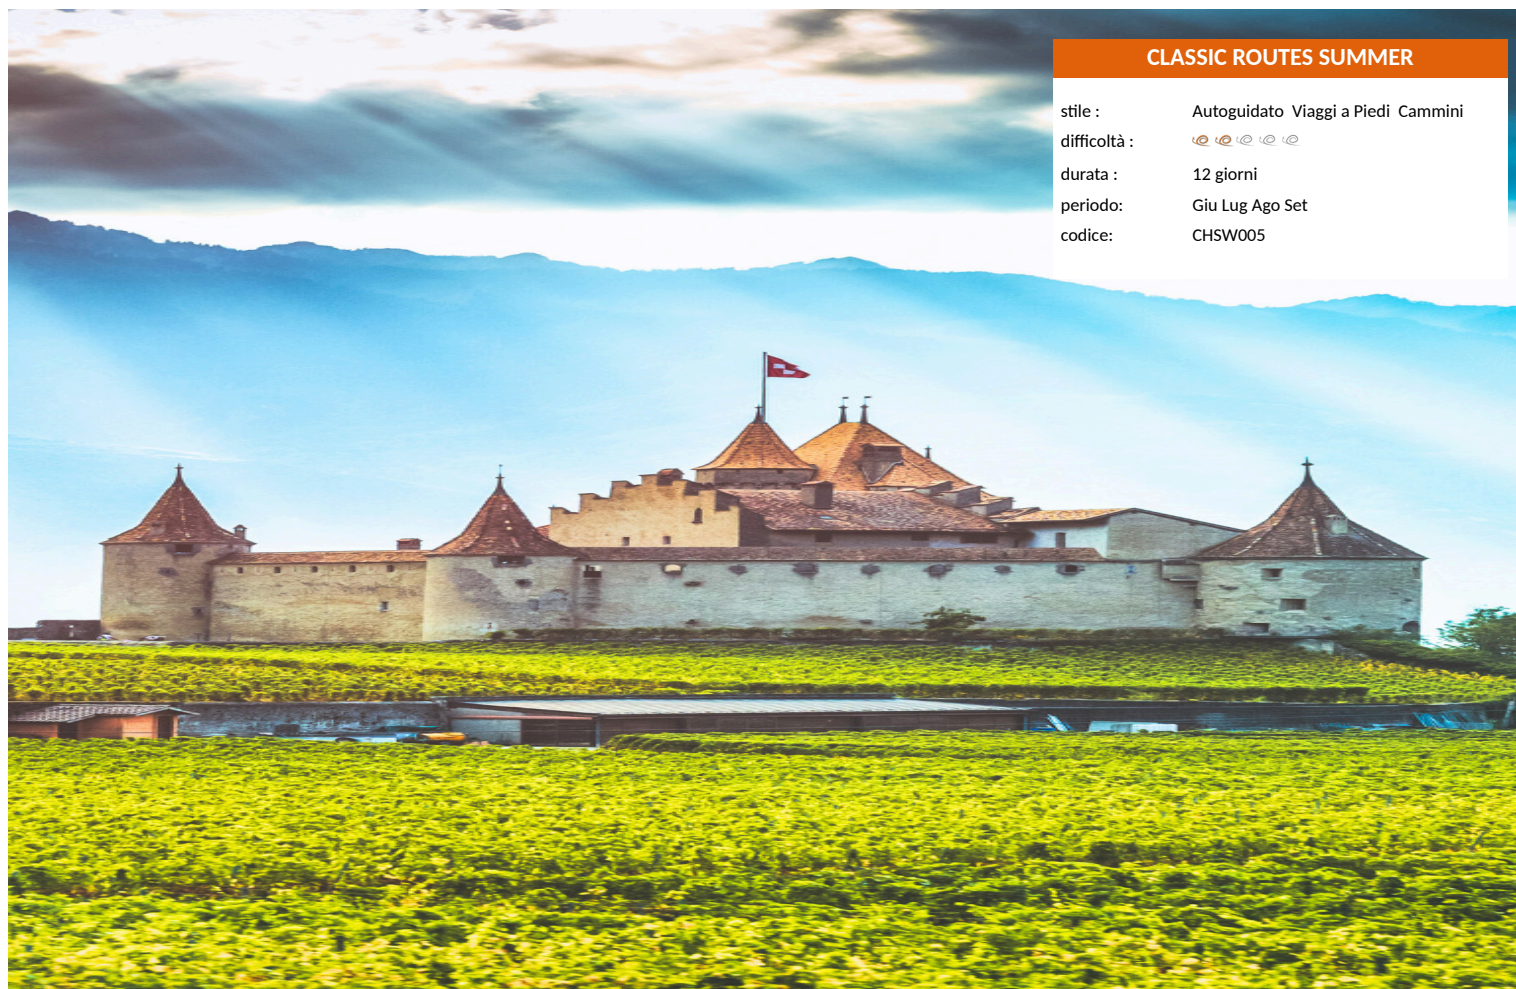 CLASSIC ROUTES SUMMER
stile : Autoguidato Viaggi a Piedi Cammini
difficoltà :
durata : 12 giorni
periodo: Giu Lug Ago Set
codice: CHSW005